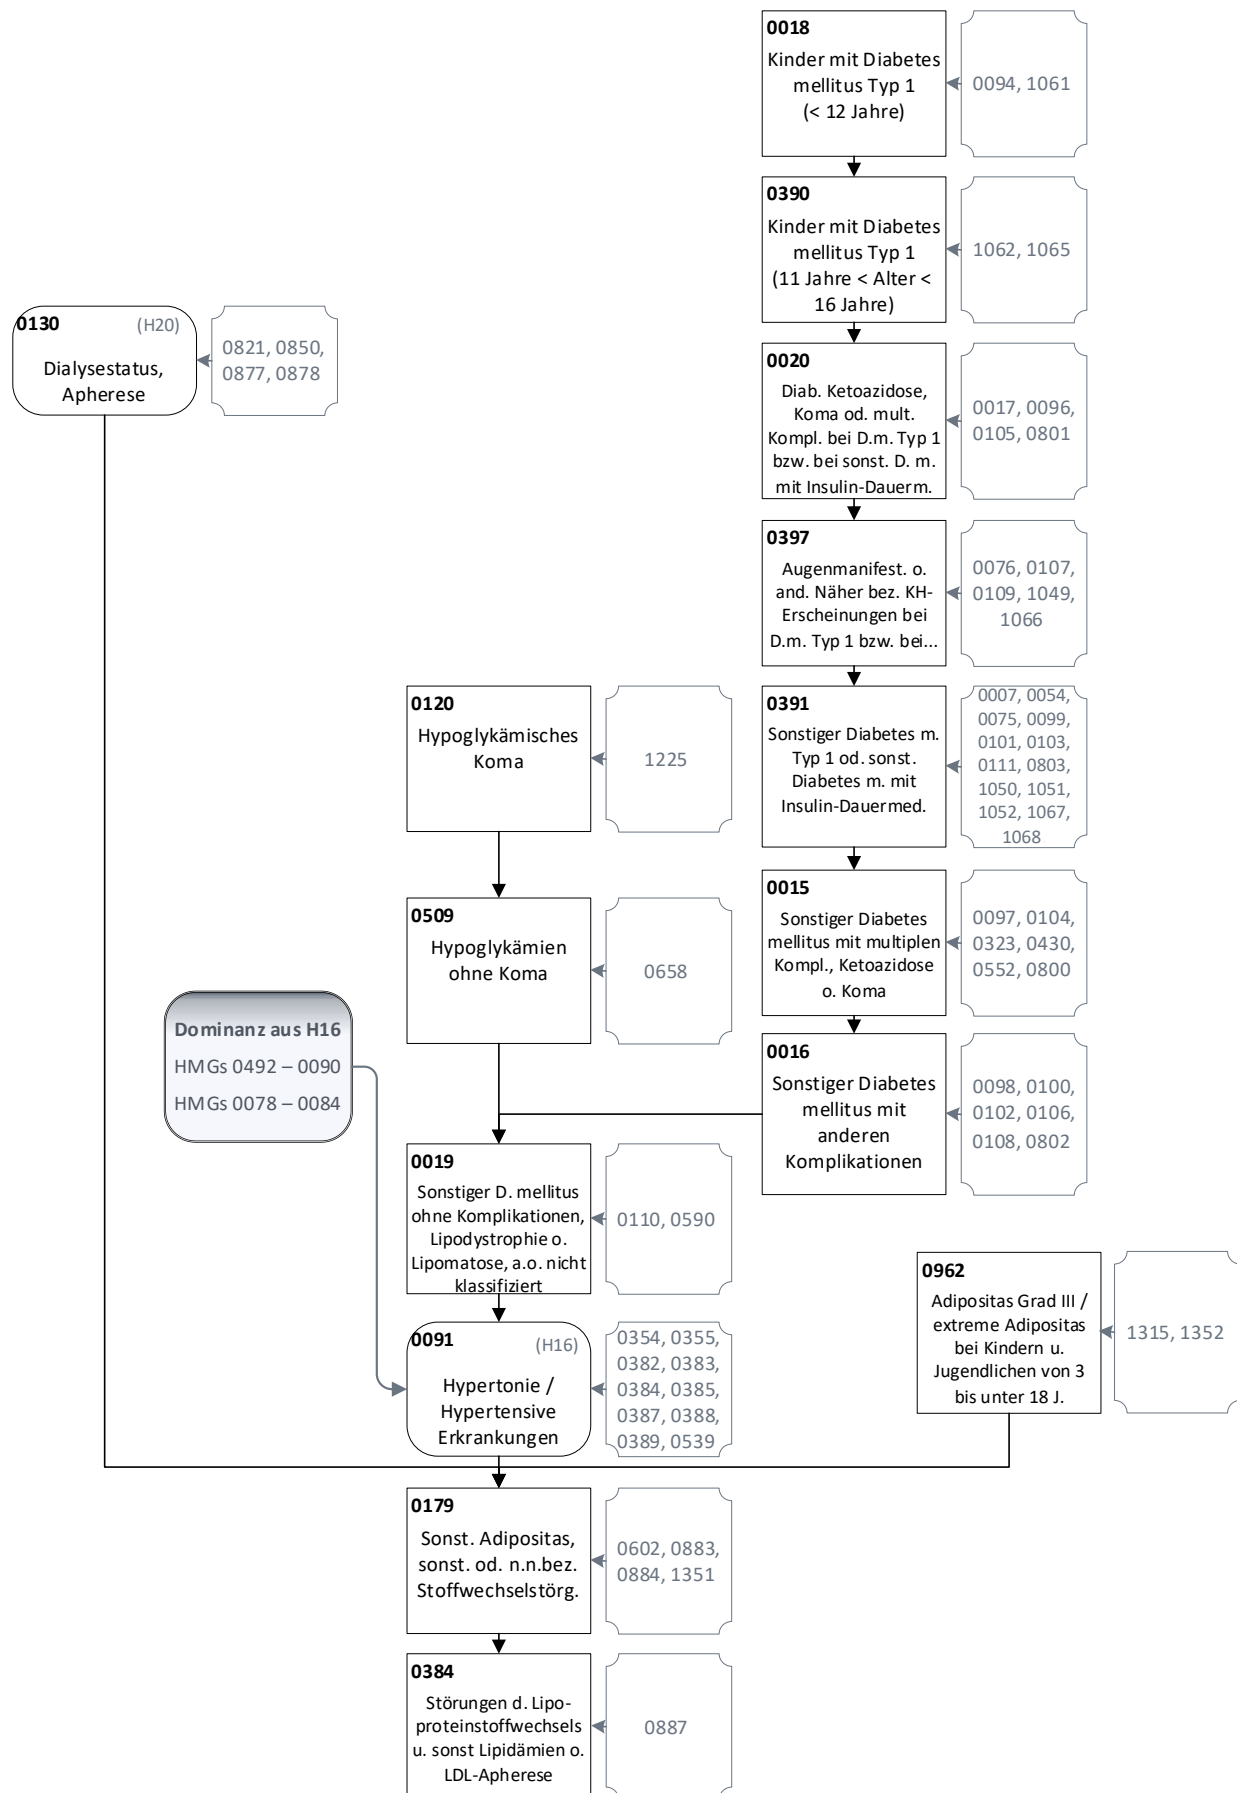 0018
Kinder mit Diabetes
mellitus Typ 1
(< 12 Jahre)
0094, 1061
0390
Kinder mit Diabetes
mellitus Typ 1
(11 Jahre < Alter <
16 Jahre)
1062, 1065
0130
(H20)
Dialysestatus,
Apherese
0821, 0850,
0877, 0878
0020
Diab. Ketoazidose,
Koma od. mult.
Kompl. bei D.m. Typ 1
bzw. bei sonst. D. m.
mit Insulin-Dauerm.
0017, 0096,
0105, 0801
0397
Augenmanifest. o.
and. Näher bez. KH-
Erscheinungen bei
D.m. Typ 1 bzw. bei...
0076, 0107,
0109, 1049,
1066
0120
Hypoglykämisches
Koma
1225
0391
Sonstiger Diabetes m.
Typ 1 od. sonst.
Diabetes m. mit
Insulin-Dauermed.
0007, 0054,
0075, 0099,
0101, 0103,
0111, 0803,
1050, 1051,
1052, 1067,
1068
0509
Hypoglykämien
ohne Koma
0658
0015
Sonstiger Diabetes
mellitus mit multiplen
Kompl., Ketoazidose
o. Koma
0097, 0104,
0323, 0430,
0552, 0800
Dominanz aus H16
HMGs 0492 – 0090
HMGs 0078 – 0084
0016
Sonstiger Diabetes
mellitus mit
anderen
Komplikationen
0098, 0100,
0102, 0106,
0108, 0802
0019
Sonstiger D. mellitus
ohne Komplikationen,
Lipodystrophie o.
Lipomatose, a.o. nicht
klassifiziert
0110, 0590
0962
Adipositas Grad III /
extreme Adipositas
bei Kindern u.
Jugendlichen von 3
bis unter 18 J.
1315, 1352
0091
(H16)
Hypertonie /
Hypertensive
Erkrankungen
0354, 0355,
0382, 0383,
0384, 0385,
0387, 0388,
0389, 0539
0179
Sonst. Adipositas,
sonst. od. n.n.bez.
Stoffwechselstörg.
0602, 0883,
0884, 1351
0384
Störungen d. Lipo-
proteinstoffwechsels
u. sonst Lipidämien o.
LDL-Apherese
0887